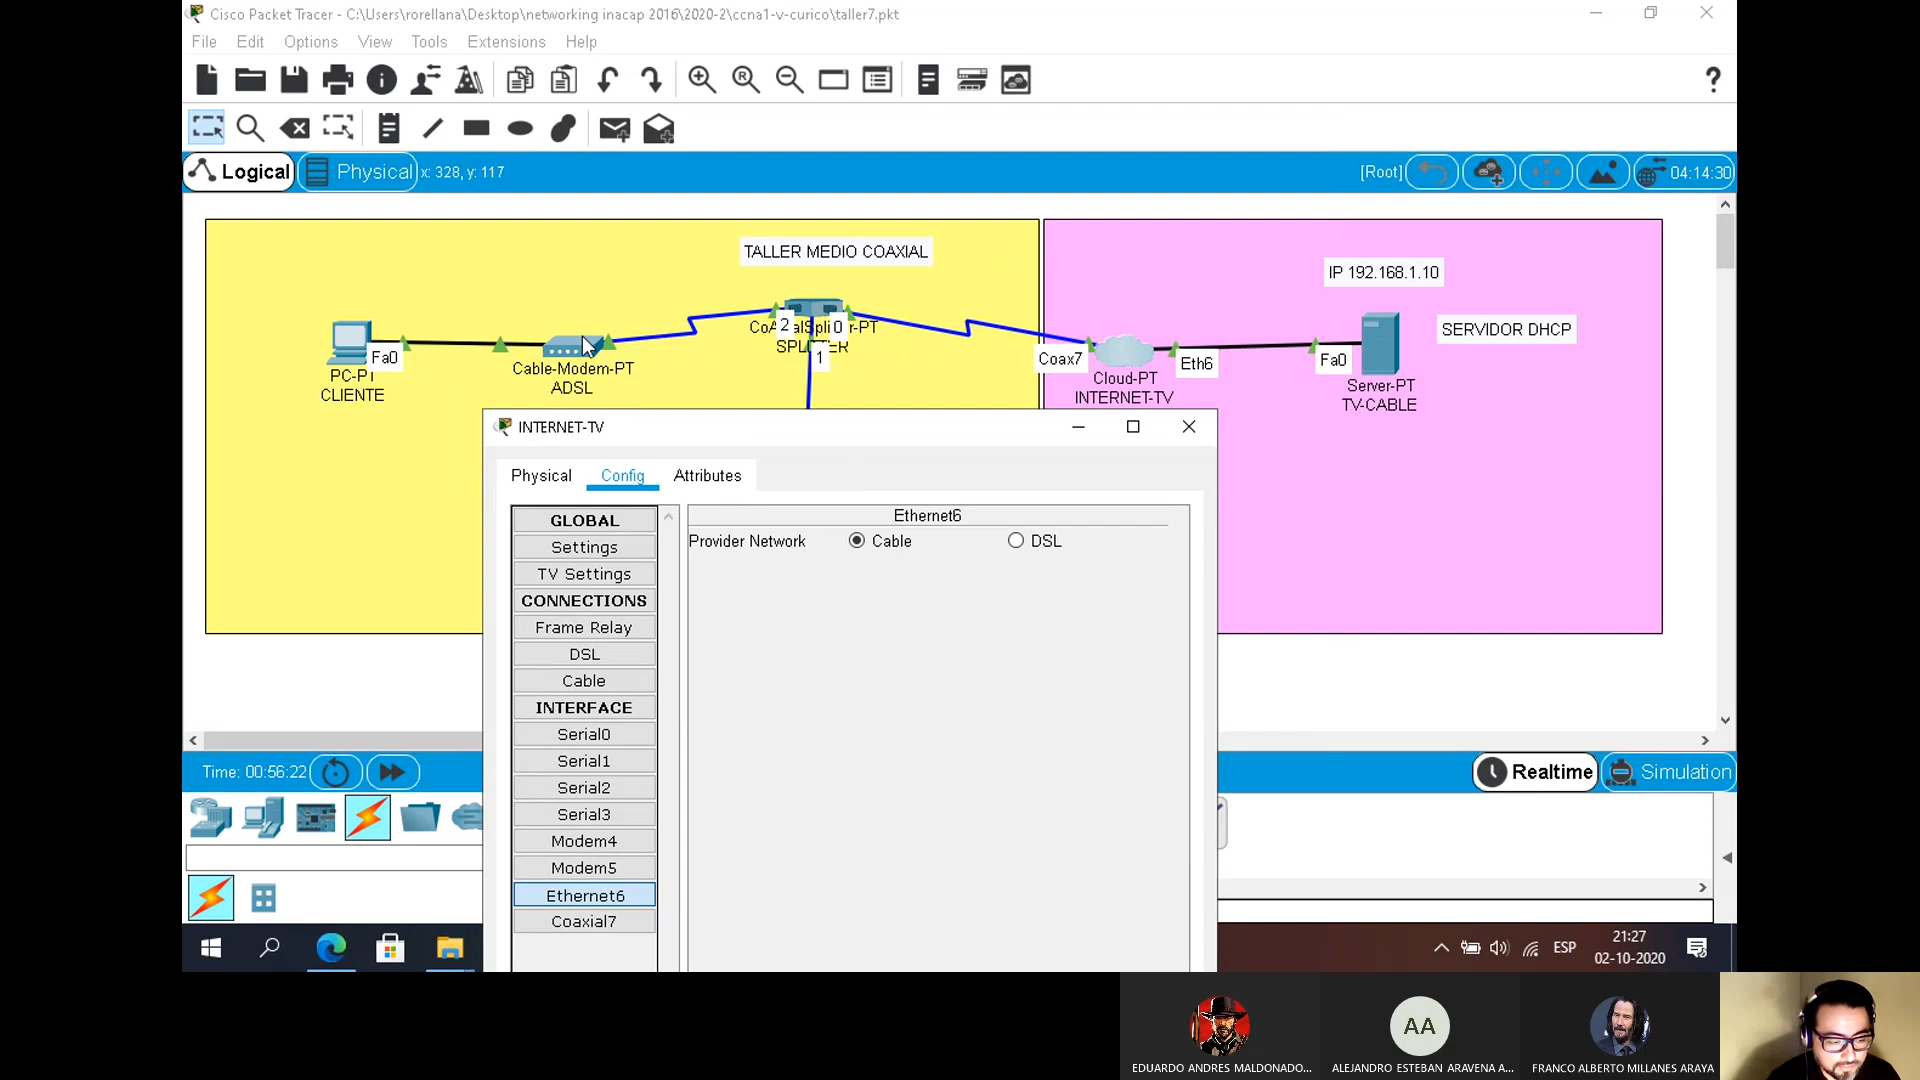 Cisco Packet Tracer - C:\Users\rorellana\Desktop\networking inacap 2016\2020-2\ccna1-v-curico\taller7.pkt
File Edit Options View Tools Extensions Help
Logical Physical x: 328, y: 117 [Root] 04:14:30
TALLER MEDIO COAXIAL
IP 192.168.1.10
SERVIDOR DHCP
Fa0
PC-PT
CLIENTE
Cable-Modem-PT
ADSL
2 0
1
SPLITTER
Coax7
Cloud-PT
INTERNET-TV
Eth6
Fa0
Server-PT
TV-CABLE
INTERNET-TV
Physical Config Attributes
GLOBAL
Settings
TV Settings
CONNECTIONS
Frame Relay
DSL
Cable
INTERFACE
Serial0
Serial1
Serial2
Serial3
Modem4
Modem5
Ethernet6
Coaxial7
Ethernet6
Provider Network Cable DSL
Time: 00:56:22
Realtime Simulation
ESP
21:27
02-10-2020
AA
EDUARDO ANDRES MALDONADO...
ALEJANDRO ESTEBAN ARAVENA A...
FRANCO ALBERTO MILLANES ARAYA